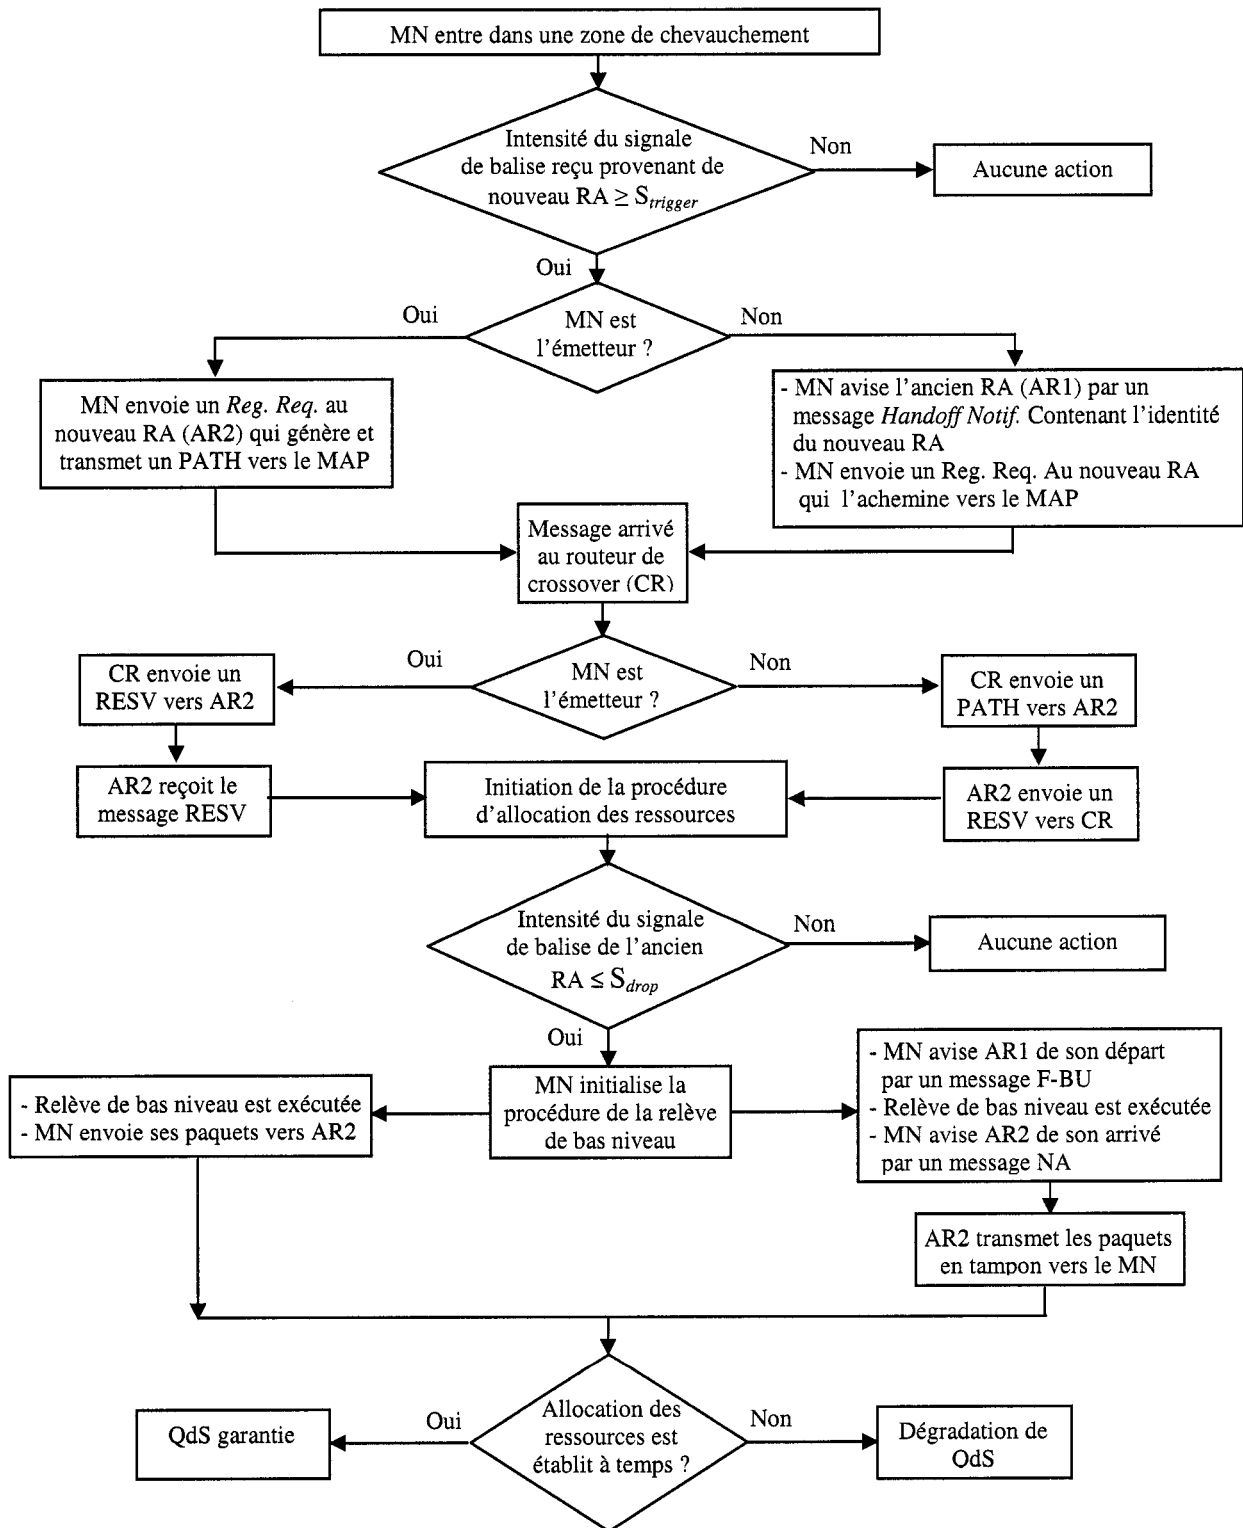 MN entre dans une zone de chevauchement
Intensité du signale
de balise reçu provenant de
nouveau RA ≥ Strigger
Non
Aucune action
Oui
Oui
MN est
l'émetteur ?
Non
MN envoie un Reg. Req. au
nouveau RA (AR2) qui génère et
transmet un PATH vers le MAP
- MN avise l'ancien RA (AR1) par un
message Handoff Notif. Contenant l'identité
du nouveau RA
- MN envoie un Reg. Req. Au nouveau RA
qui l'achemine vers le MAP
Message arrivé
au routeur de
crossover (CR)
Oui
MN est
l'émetteur ?
Non
CR envoie un
RESV vers AR2
CR envoie un
PATH vers AR2
AR2 reçoit le
message RESV
Initiation de la procédure
d'allocation des ressources
AR2 envoie un
RESV vers CR
Intensité du signale
de balise de l'ancien
RA ≤ Sdrop
Non
Aucune action
Oui
- Relève de bas niveau est exécutée
- MN envoie ses paquets vers AR2
MN initialise la
procédure de la relève
de bas niveau
- MN avise AR1 de son départ
par un message F-BU
- Relève de bas niveau est exécutée
- MN avise AR2 de son arrivé
par un message NA
AR2 transmet les paquets
en tampon vers le MN
QdS garantie
Oui
Allocation des
ressources est
établit à temps ?
Non
Dégradation de
QdS